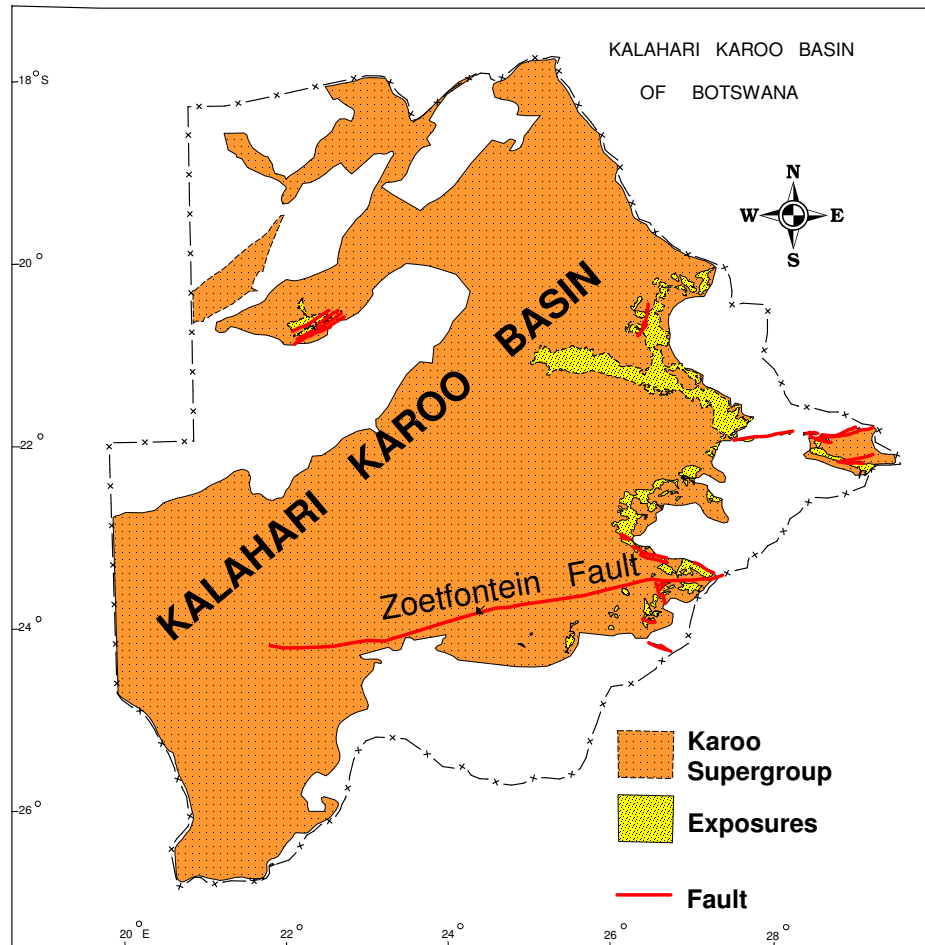 KALAHARI KAROO BASIN
OF BOTSWANA
18°S
N
W E
S
20°
KALAHARI KAROO BASIN
22°
Zoetfontein Fault
24°
Karoo
Supergroup
Exposures
26°
Fault
20°E 22° 24° 26° 28°